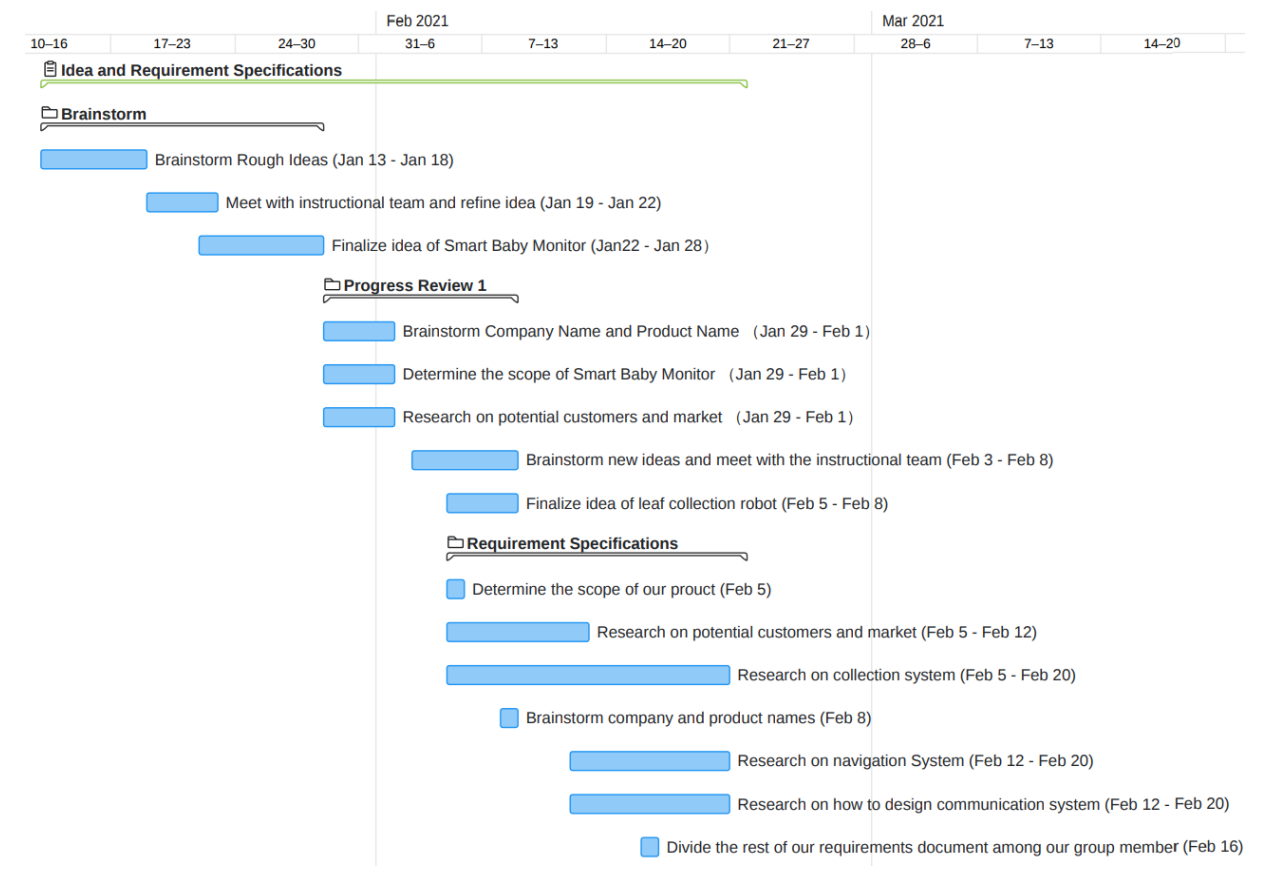 Feb 2021 Mar 2021
10–16 17–23 24–30 31–6 7–13 14–20 21–27 28–6 7–13 14–20
Idea and Requirement Specifications
Brainstorm
Brainstorm Rough Ideas (Jan 13 - Jan 18)
Meet with instructional team and refine idea (Jan 19 - Jan 22)
Finalize idea of Smart Baby Monitor (Jan22 - Jan 28）
Progress Review 1
Brainstorm Company Name and Product Name （Jan 29 - Feb 1）
Determine the scope of Smart Baby Monitor （Jan 29 - Feb 1）
Research on potential customers and market （Jan 29 - Feb 1）
Brainstorm new ideas and meet with the instructional team (Feb 3 - Feb 8)
Finalize idea of leaf collection robot (Feb 5 - Feb 8)
Requirement Specifications
Determine the scope of our prouct (Feb 5)
Research on potential customers and market (Feb 5 - Feb 12)
Research on collection system (Feb 5 - Feb 20)
Brainstorm company and product names (Feb 8)
Research on navigation System (Feb 12 - Feb 20)
Research on how to design communication system (Feb 12 - Feb 20)
Divide the rest of our requirements document among our group member (Feb 16)